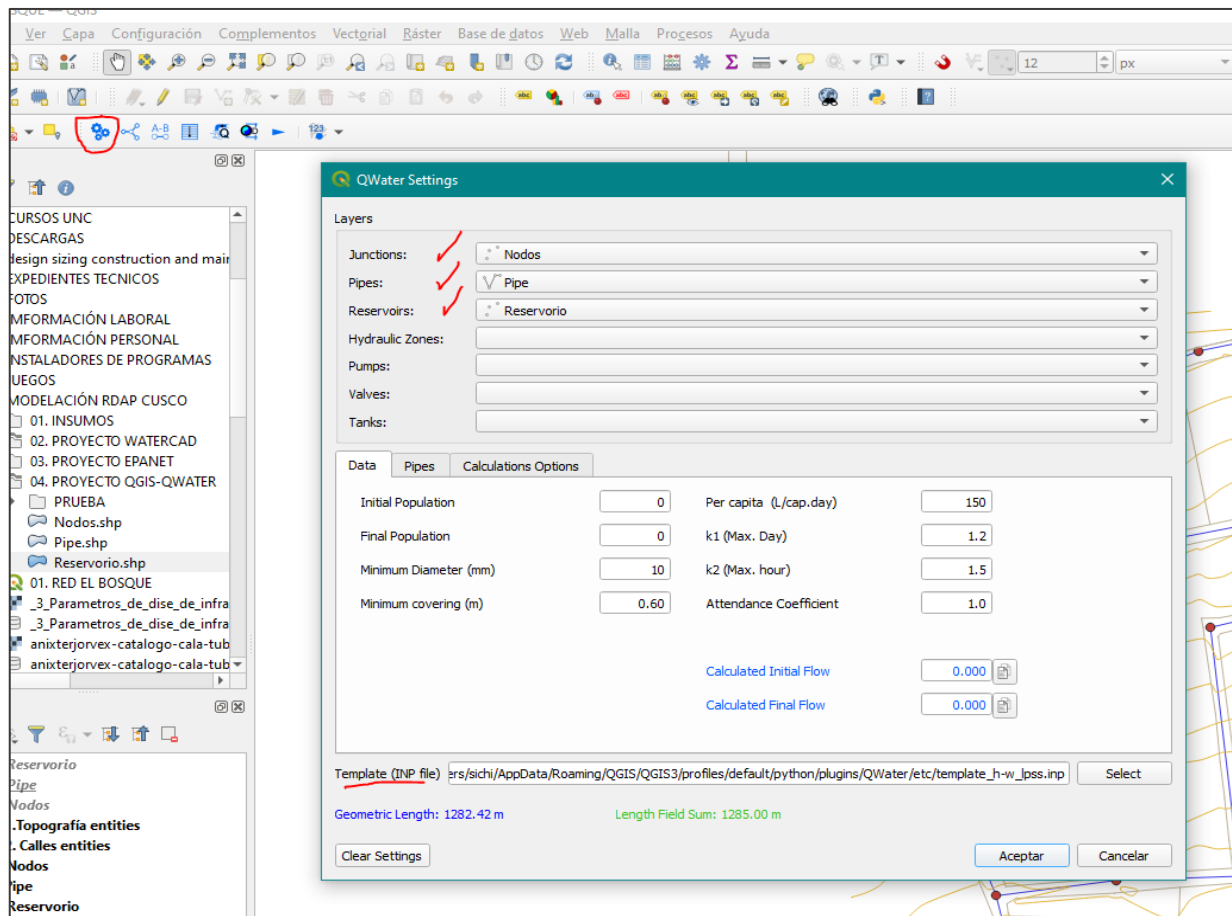 QGIS
Ver Capa Configuración Complementos Vectorial Ráster Base de datos Web Malla Procesos Ayuda
12 px
A-B 123
CURSOS UNC
DESCARGAS
design sizing construction and mair
EXPEDIENTES TECNICOS
FOTOS
IMFORMACIÓN LABORAL
IMFORMACIÓN PERSONAL
INSTALADORES DE PROGRAMAS
JUEGOS
MODELACIÓN RDAP CUSCO
01. INSUMOS
02. PROYECTO WATERCAD
03. PROYECTO EPANET
04. PROYECTO QGIS-QWATER
PRUEBA
Nodos.shp
Pipe.shp
Reservorio.shp
01. RED EL BOSQUE
_3_Parametros_de_dise_de_infra
_3_Parametros_de_dise_de_infra
anixterjorvex-catalogo-cala-tub
anixterjorvex-catalogo-cala-tub
Reservorio
Pipe
Nodos
.Topografía entities
. Calles entities
Nodos
Pipe
Reservorio
QWater Settings
Layers
Junctions: Nodos
Pipes: Pipe
Reservoirs: Reservorio
Hydraulic Zones:
Pumps:
Valves:
Tanks:
Data Pipes Calculations Options
Initial Population 0 Per capita (L/cap.day) 150
Final Population 0 k1 (Max. Day) 1.2
Minimum Diameter (mm) 10 k2 (Max. hour) 1.5
Minimum covering (m) 0.60 Attendance Coefficient 1.0
Calculated Initial Flow 0.000
Calculated Final Flow 0.000
Template (INP file) ers/sichi/AppData/Roaming/QGIS/QGIS3/profiles/default/python/plugins/QWater/etc/template_h-w_lpss.inp Select
Geometric Length: 1282.42 m Length Field Sum: 1285.00 m
Clear Settings Aceptar Cancelar